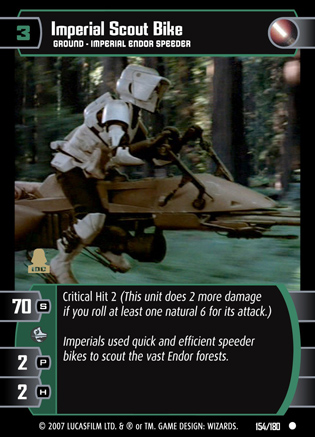 3
Imperial Scout Bike
GROUND - IMPERIAL ENDOR SPEEDER
70 S
Critical Hit 2 (This unit does 2 more damage
if you roll at least one natural 6 for its attack.)
2 P
Imperials used quick and efficient speeder
bikes to scout the vast Endor forests.
2 H
© 2007 LUCASFILM LTD. & ® or TM. GAME DESIGN: WIZARDS.
154/180